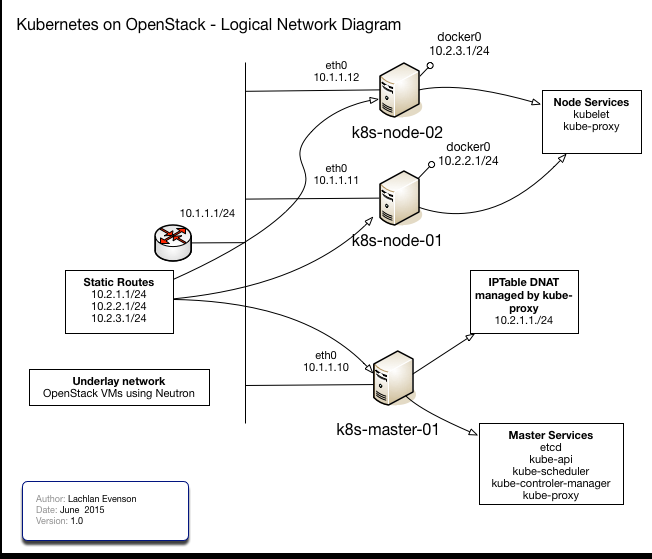 Kubernetes on OpenStack - Logical Network Diagram
docker0
10.2.3.1/24
eth0
10.1.1.12
k8s-node-02
Node Services
kubelet
kube-proxy
docker0
10.2.2.1/24
eth0
10.1.1.11
k8s-node-01
10.1.1.1/24
Static Routes
10.2.1.1/24
10.2.2.1/24
10.2.3.1/24
IPTable DNAT
managed by kube-
proxy
10.2.1.1./24
eth0
10.1.1.10
k8s-master-01
Underlay network
OpenStack VMs using Neutron
Master Services
etcd
kube-api
kube-scheduler
kube-controler-manager
kube-proxy
Author: Lachlan Evenson
Date: June 2015
Version: 1.0